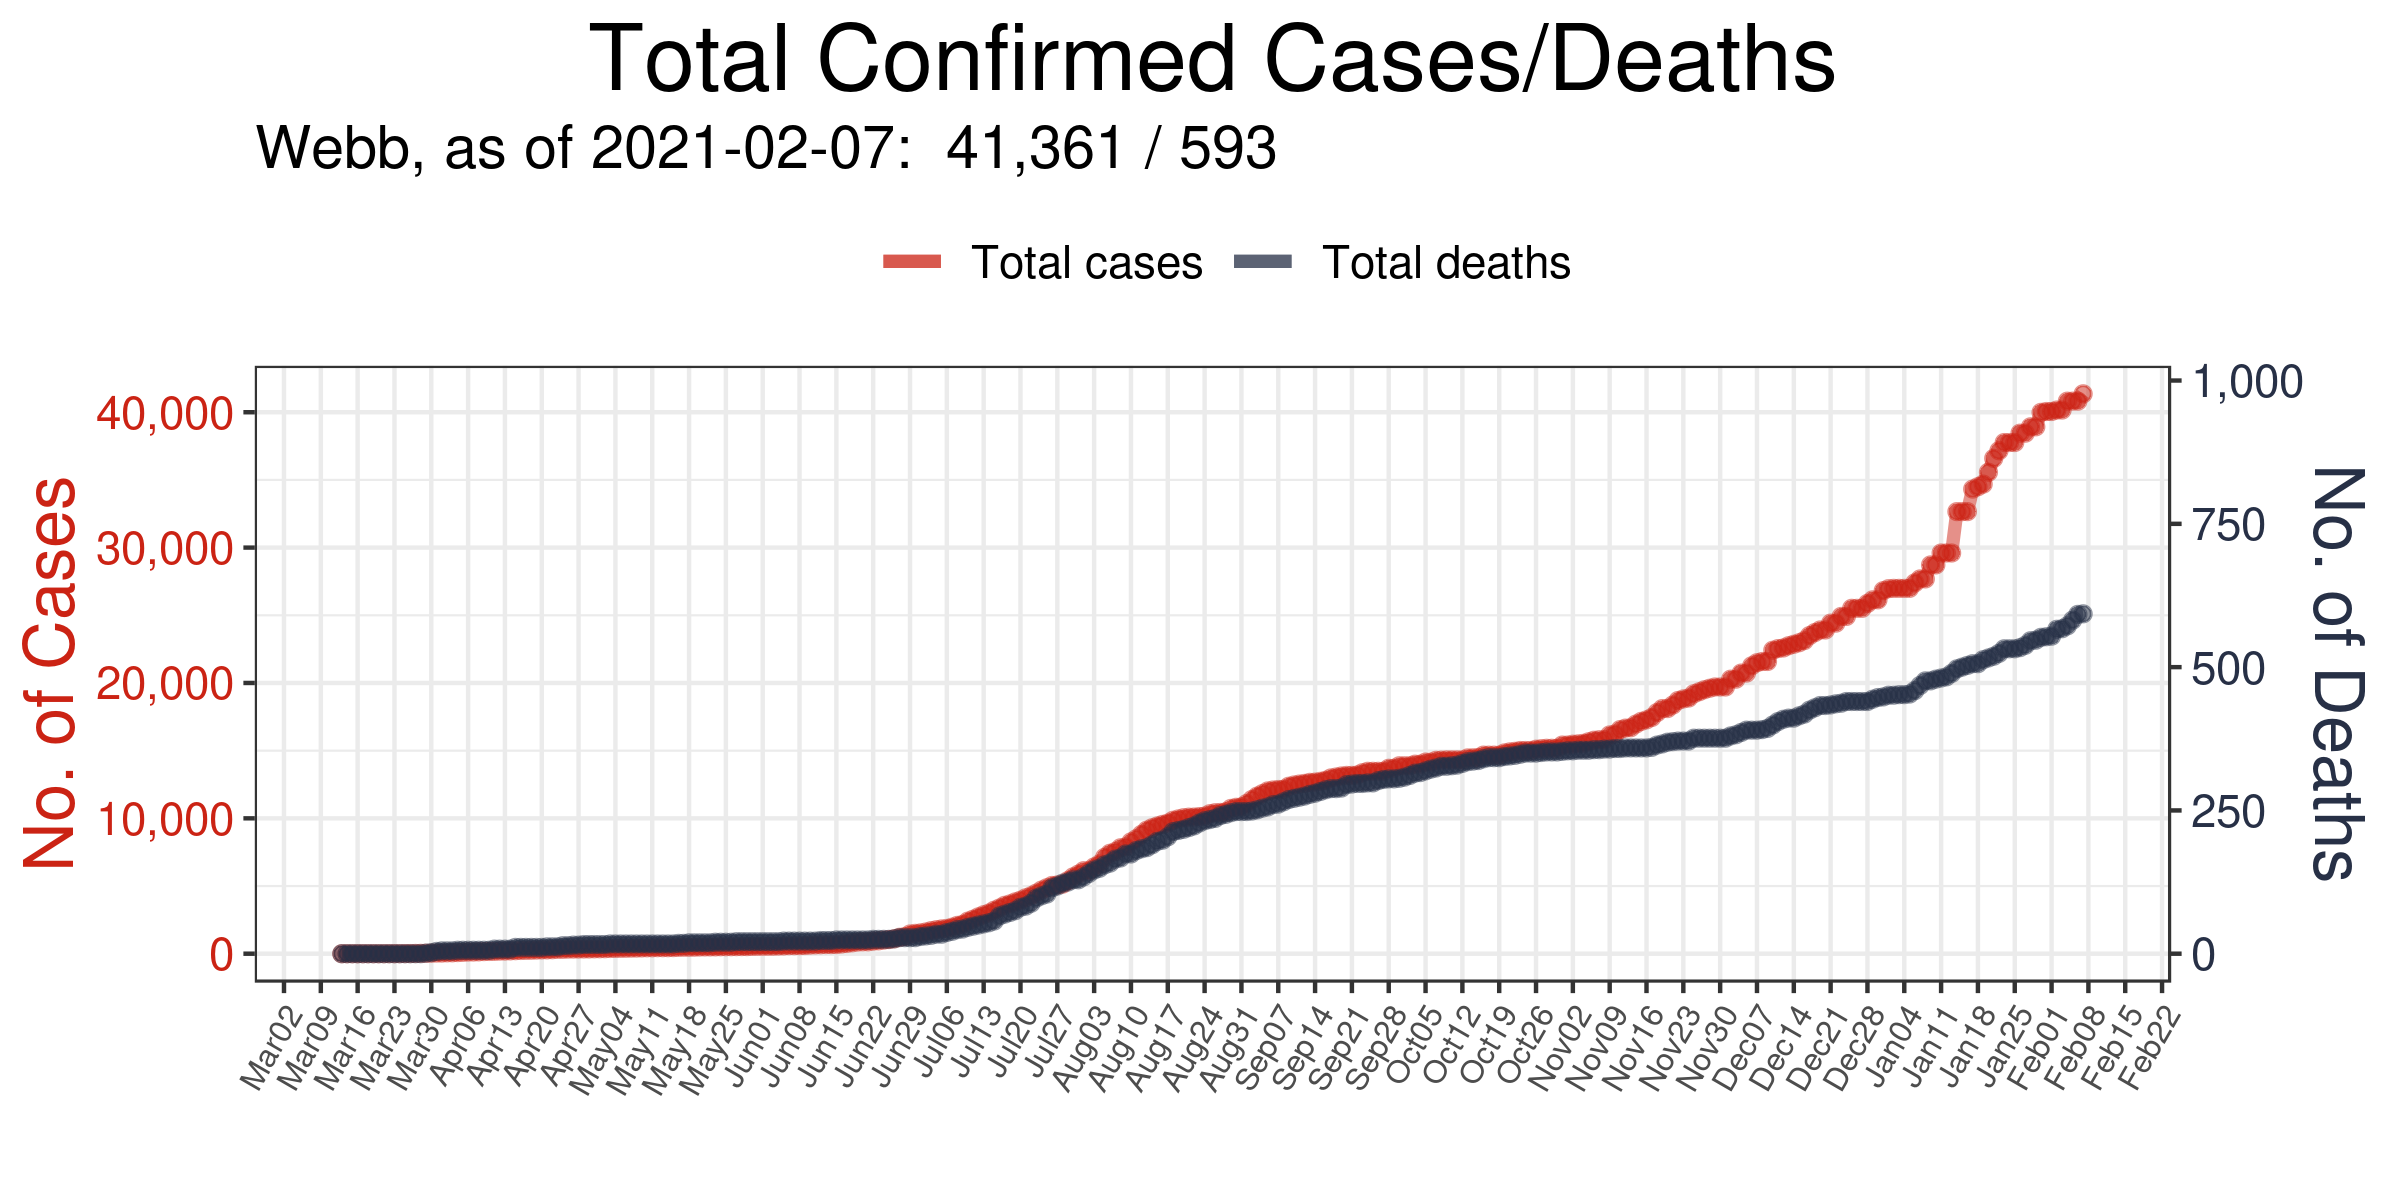 Total Confirmed Cases/Deaths
Webb, as of 2021-02-07:  41,361 / 593
Total cases
Total deaths
No. of Cases
40,000
30,000
20,000
10,000
0
1,000
750
500
250
0
No. of Deaths
Mar02
Mar09
Mar16
Mar23
Mar30
Apr06
Apr13
Apr20
Apr27
May04
May11
May18
May25
Jun01
Jun08
Jun15
Jun22
Jun29
Jul06
Jul13
Jul20
Jul27
Aug03
Aug10
Aug17
Aug24
Aug31
Sep07
Sep14
Sep21
Sep28
Oct05
Oct12
Oct19
Oct26
Nov02
Nov09
Nov16
Nov23
Nov30
Dec07
Dec14
Dec21
Dec28
Jan04
Jan11
Jan18
Jan25
Feb01
Feb08
Feb15
Feb22